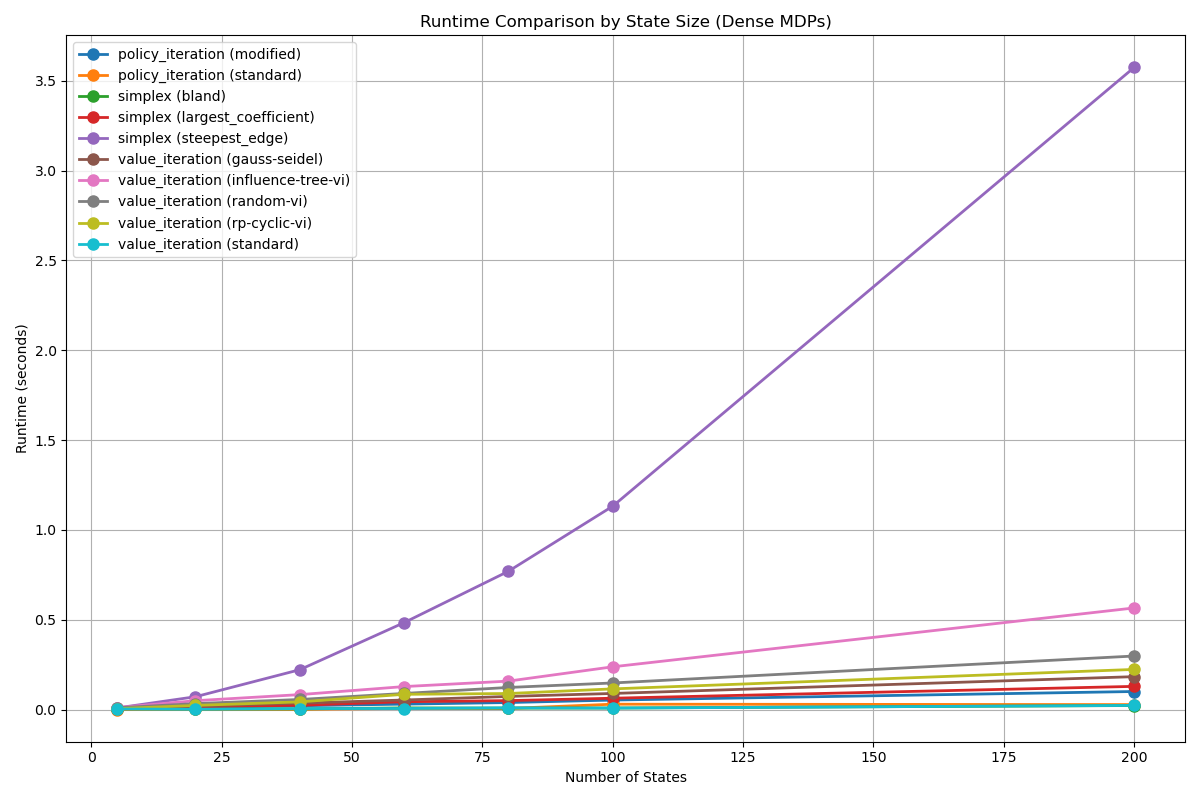 Runtime Comparison by State Size (Dense MDPs)
policy_iteration (modified)
policy_iteration (standard)
simplex (bland)
simplex (largest_coefficient)
simplex (steepest_edge)
value_iteration (gauss-seidel)
value_iteration (influence-tree-vi)
value_iteration (random-vi)
value_iteration (rp-cyclic-vi)
value_iteration (standard)
Runtime (seconds)
3.5
3.0
2.5
2.0
1.5
1.0
0.5
0.0
0 25 50 75 100 125 150 175 200
Number of States